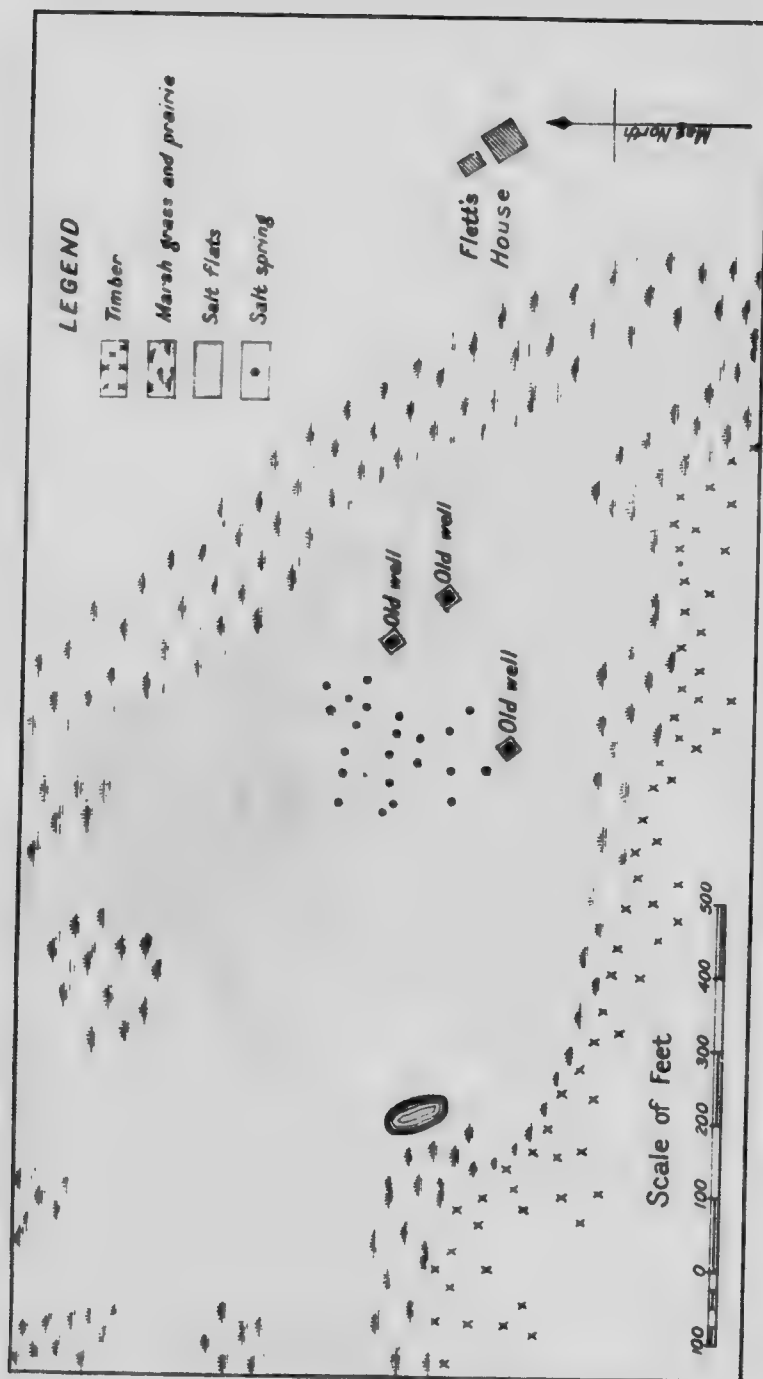 LEGEND
Timber
Marsh grass and prairie
Salt flats
Salt spring
Flett's
House
Mag. North
Old well
Old well
Old well
Scale of Feet
100 0 100 200 300 400 500